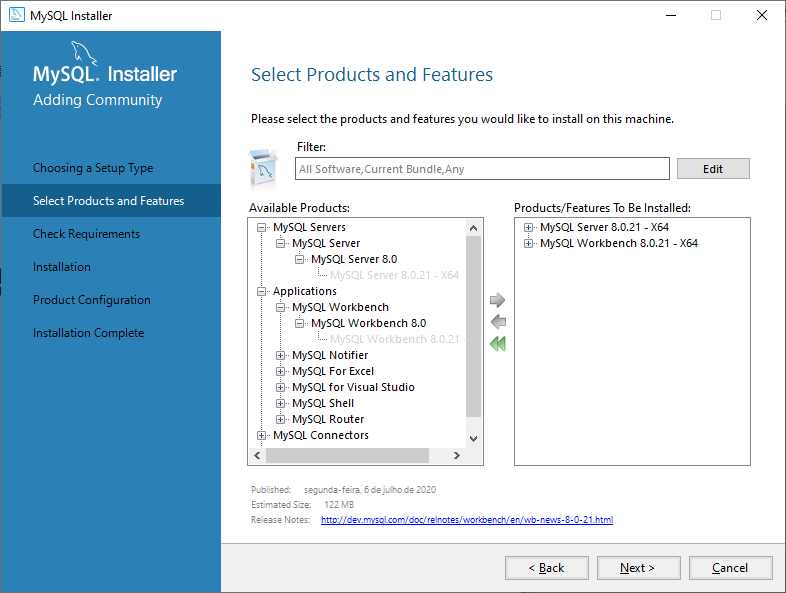 MySQL Installer
MySQL. Installer
Adding Community
Choosing a Setup Type
Select Products and Features
Check Requirements
Installation
Product Configuration
Installation Complete
Select Products and Features
Please select the products and features you would like to install on this machine.
Filter:
All Software,Current Bundle,Any
Edit
Available Products:
MySQL Servers
MySQL Server
MySQL Server 8.0
MySQL Server 8.0.21 - X64
Applications
MySQL Workbench
MySQL Workbench 8.0
MySQL Workbench 8.0.21
MySQL Notifier
MySQL For Excel
MySQL for Visual Studio
MySQL Shell
MySQL Router
MySQL Connectors
Products/Features To Be Installed:
MySQL Server 8.0.21 - X64
MySQL Workbench 8.0.21 - X64
Published: segunda-feira, 6 de julho de 2020
Estimated Size: 122 MB
Release Notes: http://dev.mysql.com/doc/relnotes/workbench/en/wb-news-8-0-21.html
< Back
Next >
Cancel